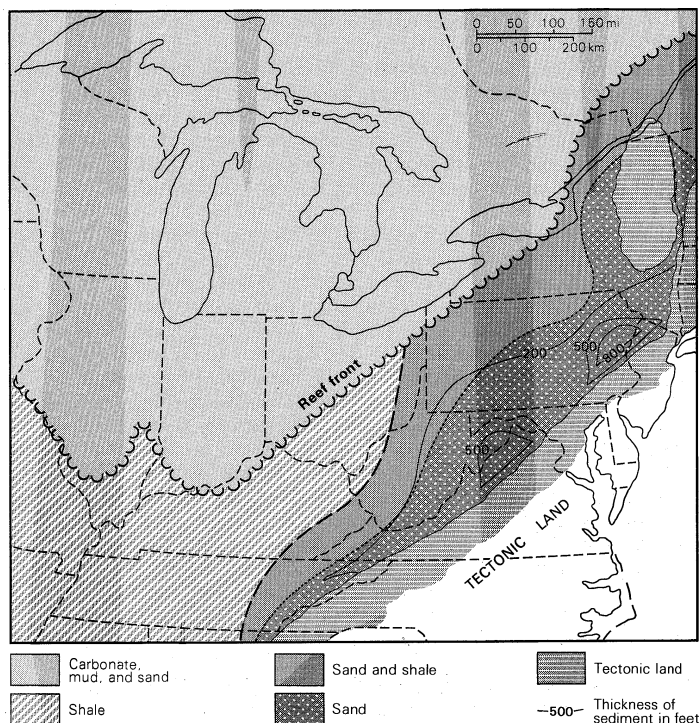 0 50 100 150 mi
0 100 200 km
Reef front
200
500
800
500
TECTONIC LAND
Carbonate,
mud, and sand
Sand and shale
Tectonic land
Shale
Sand
—500— Thickness of
sediment in feet